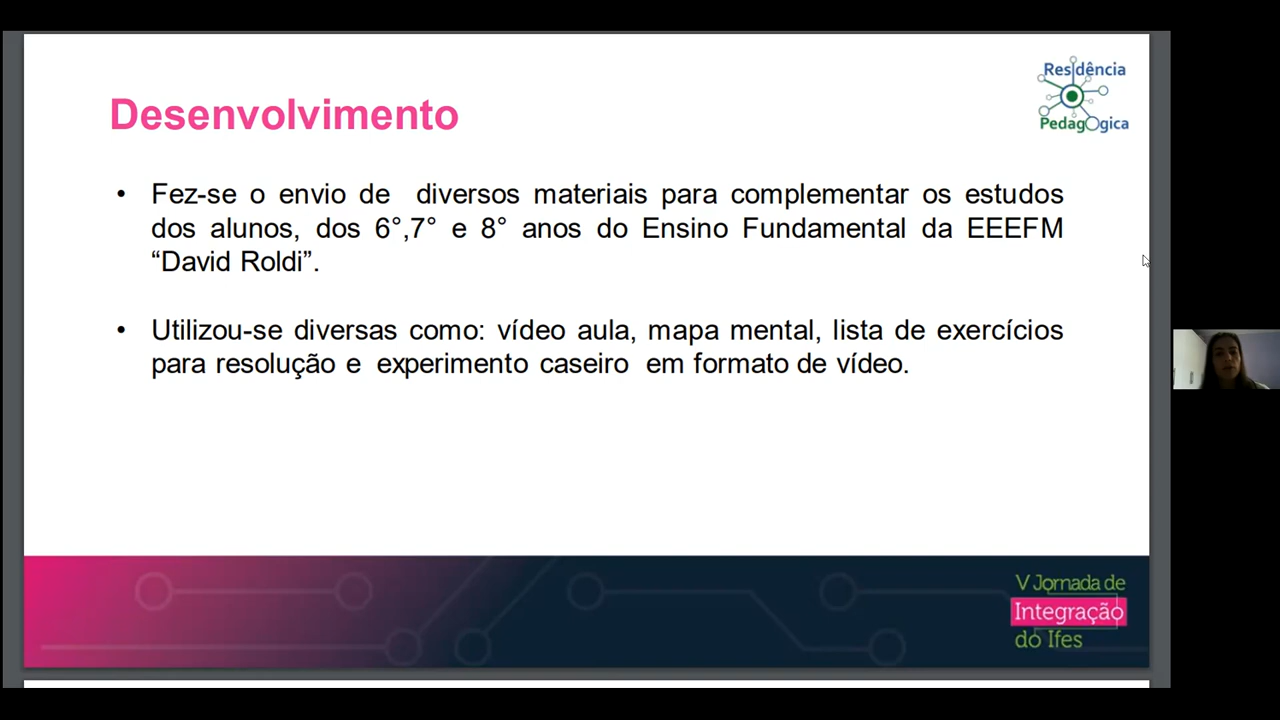 Residência
PedagOgica
Desenvolvimento
• Fez-se o envio de diversos materiais para complementar os estudos
dos alunos, dos 6°,7° e 8° anos do Ensino Fundamental da EEEFM
“David Roldi”.
• Utilizou-se diversas como: vídeo aula, mapa mental, lista de exercícios
para resolução e experimento caseiro em formato de vídeo.
V Jornada de
Integração
do Ifes